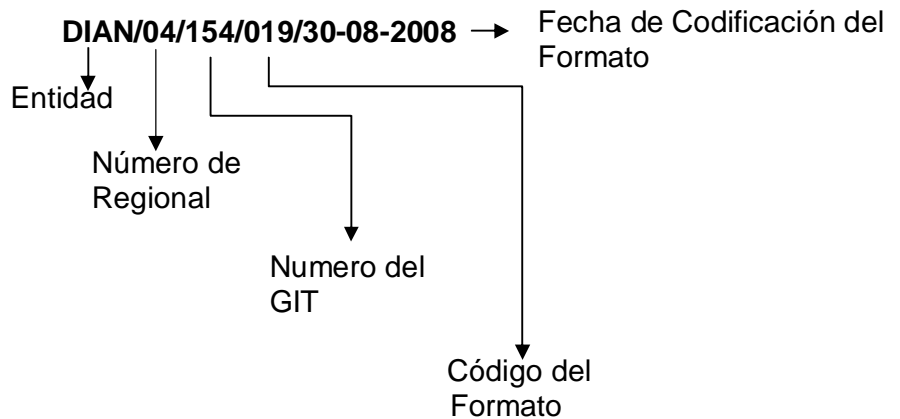 DIAN/04/154/019/30-08-2008
Fecha de Codificación del
Formato
Entidad
Número de
Regional
Numero del
GIT
Código del
Formato